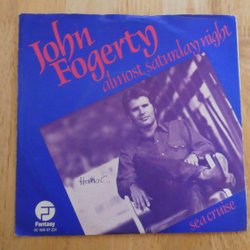 John
Fogerty
almost saturday night
sea cruise
Fantasy